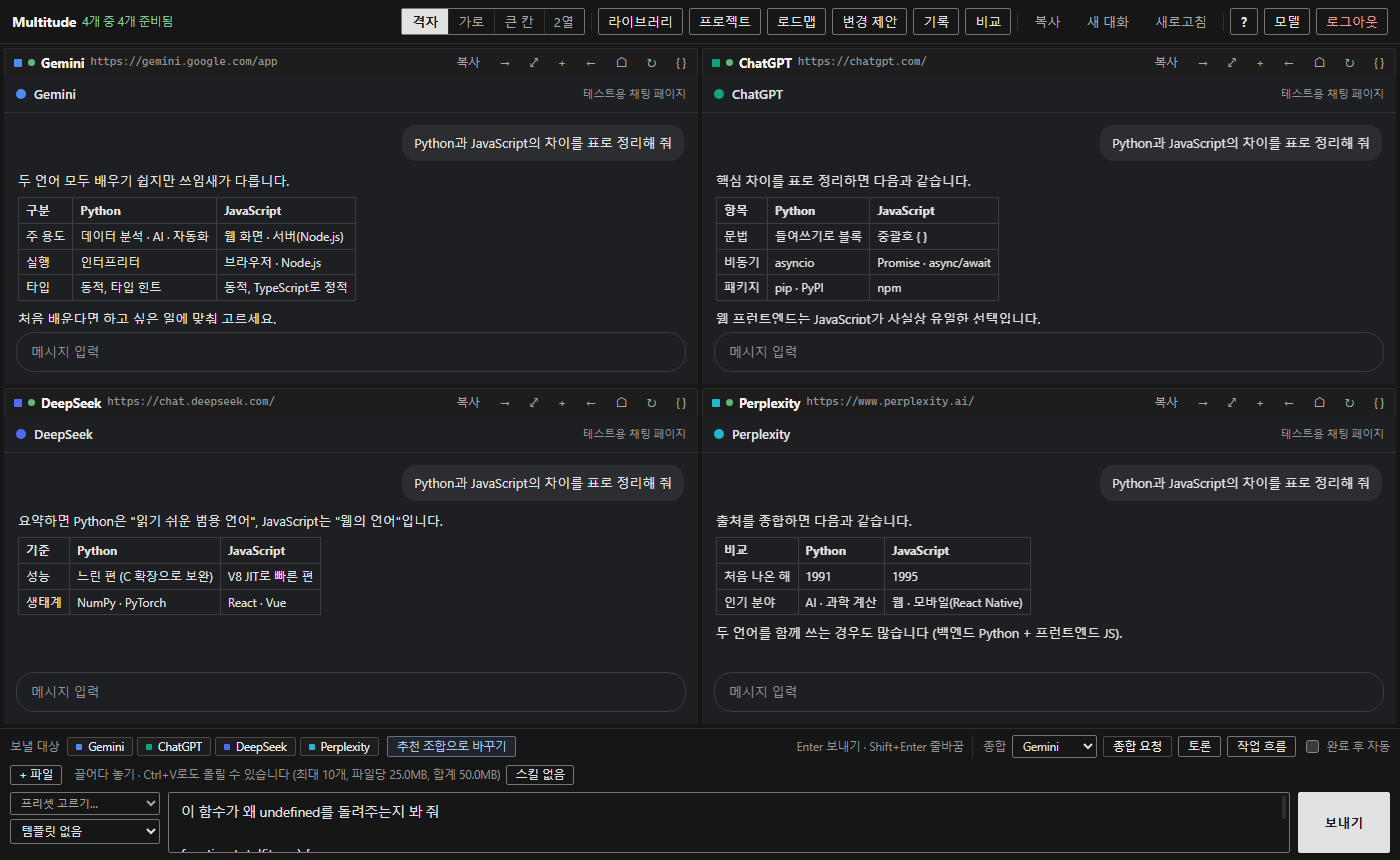 Multitude 4개 중 4개 준비됨 격자 가로 큰 칸 2열 라이브러리 프로젝트 로드맵 변경 제안 기록 비교 복사 새 대화 새로고침 ? 모델 로그아웃
Gemini https://gemini.google.com/app 복사 → ⤢ + ← ☖ ↻ { }
Gemini 테스트용 채팅 페이지
Python과 JavaScript의 차이를 표로 정리해 줘
두 언어 모두 배우기 쉽지만 쓰임새가 다릅니다.
구분 Python JavaScript
주 용도 데이터 분석 · AI · 자동화 웹 화면 · 서버(Node.js)
실행 인터프리터 브라우저 · Node.js
타입 동적, 타입 힌트 동적, TypeScript로 정적
처음 배운다면 하고 싶은 일에 맞춰 고르세요.
메시지 입력
ChatGPT https://chatgpt.com/ 복사 → ⤢ + ← ☖ ↻ { }
ChatGPT 테스트용 채팅 페이지
Python과 JavaScript의 차이를 표로 정리해 줘
핵심 차이를 표로 정리하면 다음과 같습니다.
항목 Python JavaScript
문법 들여쓰기로 블록 중괄호 { }
비동기 asyncio Promise · async/await
패키지 pip · PyPI npm
웹 프런트엔드는 JavaScript가 사실상 유일한 선택입니다.
메시지 입력
DeepSeek https://chat.deepseek.com/ 복사 → ⤢ + ← ☖ ↻ { }
DeepSeek 테스트용 채팅 페이지
Python과 JavaScript의 차이를 표로 정리해 줘
요약하면 Python은 "읽기 쉬운 범용 언어", JavaScript는 "웹의 언어"입니다.
기준 Python JavaScript
성능 느린 편 (C 확장으로 보완) V8 JIT로 빠른 편
생태계 NumPy · PyTorch React · Vue
메시지 입력
Perplexity https://www.perplexity.ai/ 복사 → ⤢ + ← ☖ ↻ { }
Perplexity 테스트용 채팅 페이지
Python과 JavaScript의 차이를 표로 정리해 줘
출처를 종합하면 다음과 같습니다.
비교 Python JavaScript
처음 나온 해 1991 1995
인기 분야 AI · 과학 계산 웹 · 모바일(React Native)
두 언어를 함께 쓰는 경우도 많습니다 (백엔드 Python + 프런트엔드 JS).
메시지 입력
보낼 대상 Gemini ChatGPT DeepSeek Perplexity 추천 조합으로 바꾸기 Enter 보내기 · Shift+Enter 줄바꿈 종합 Gemini 종합 요청 토론 작업 흐름 완료 후 자동
+ 파일 끌어다 놓기 · Ctrl+V로도 올릴 수 있습니다 (최대 10개, 파일당 25.0MB, 합계 50.0MB) 스킬 없음
프리셋 고르기...
템플릿 없음
이 함수가 왜 undefined를 돌려주는지 봐 줘
보내기